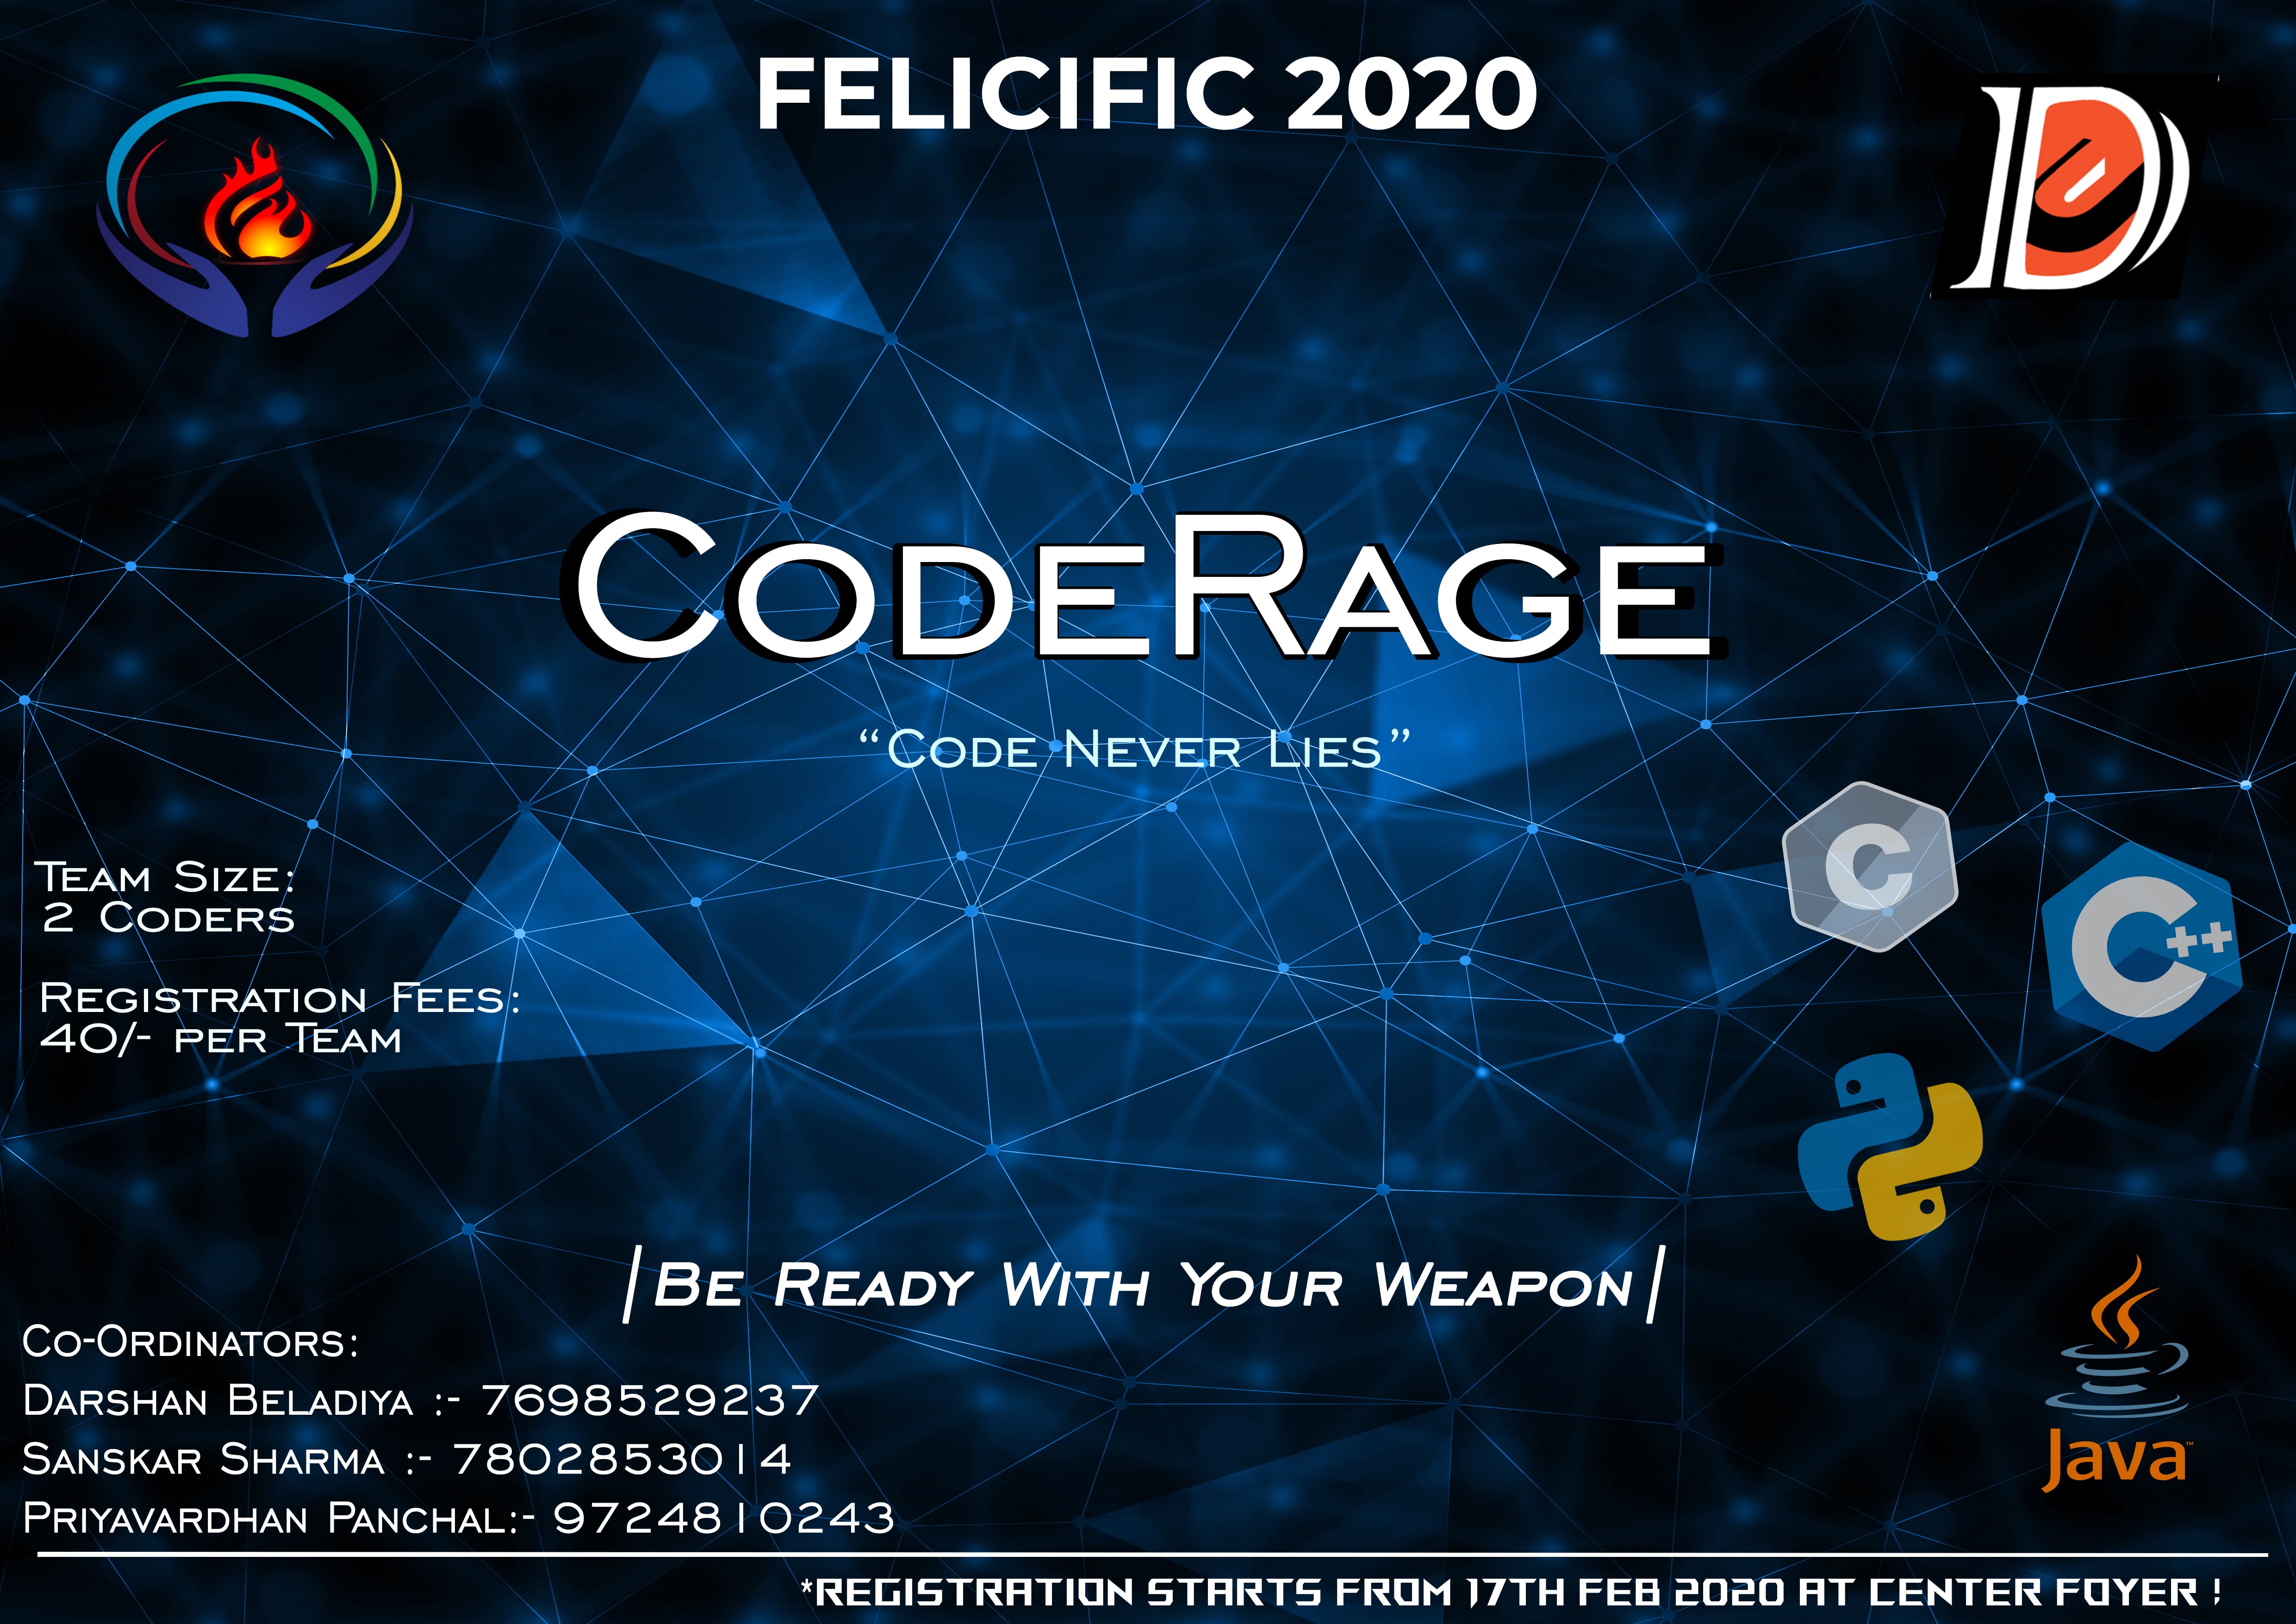 FELICIFIC 2020
De
CodeRage
“Code Never Lies”
Team Size:
2 Coders
Registration Fees:
40/- per Team
C
C++
|Be Ready With Your Weapon|
Co-Ordinators:
Darshan Beladiya :- 7698529237
Sanskar Sharma :- 7802853014
Priyavardhan Panchal:- 9724810243
Java™
*REGISTRATION STARTS FROM 17TH FEB 2020 AT CENTER FOYER !